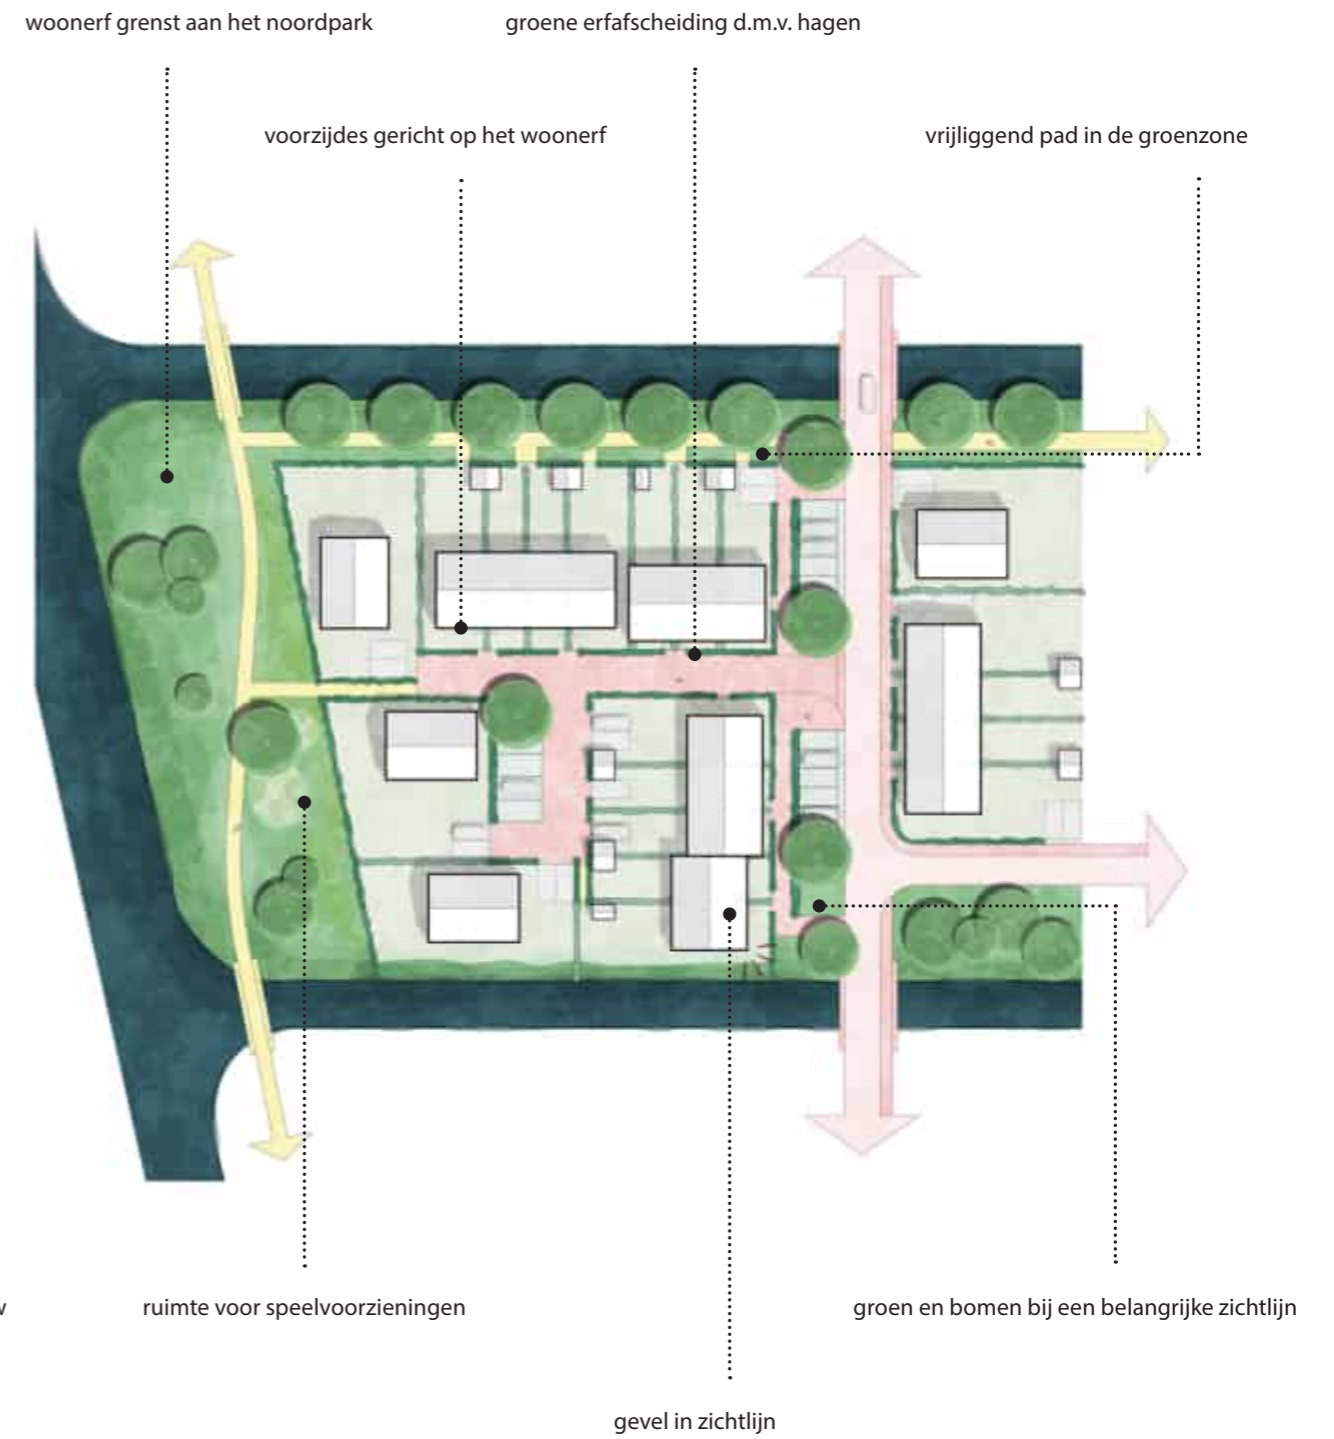 woonerf grenst aan het noordpark
groene erfafscheiding d.m.v. hagen
voorzijdes gericht op het woonerf
vrijliggend pad in de groenzone
ruimte voor speelvoorzieningen
groen en bomen bij een belangrijke zichtlijn
gevel in zichtlijn